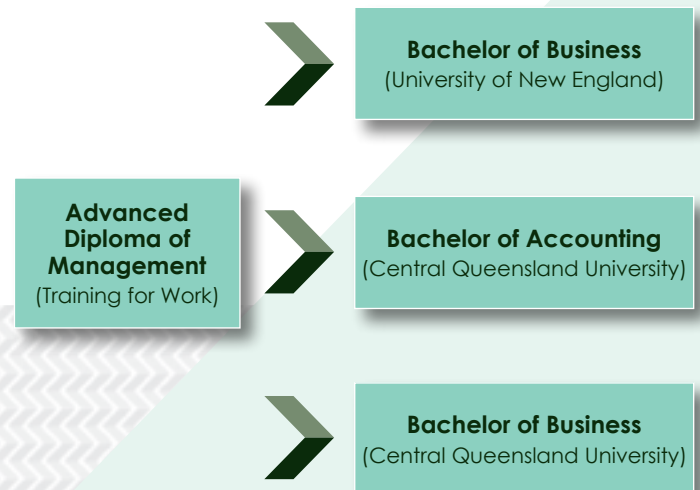 Bachelor of Business
(University of New England)
Advanced
Diploma of
Management
(Training for Work)
Bachelor of Accounting
(Central Queensland University)
Bachelor of Business
(Central Queensland University)